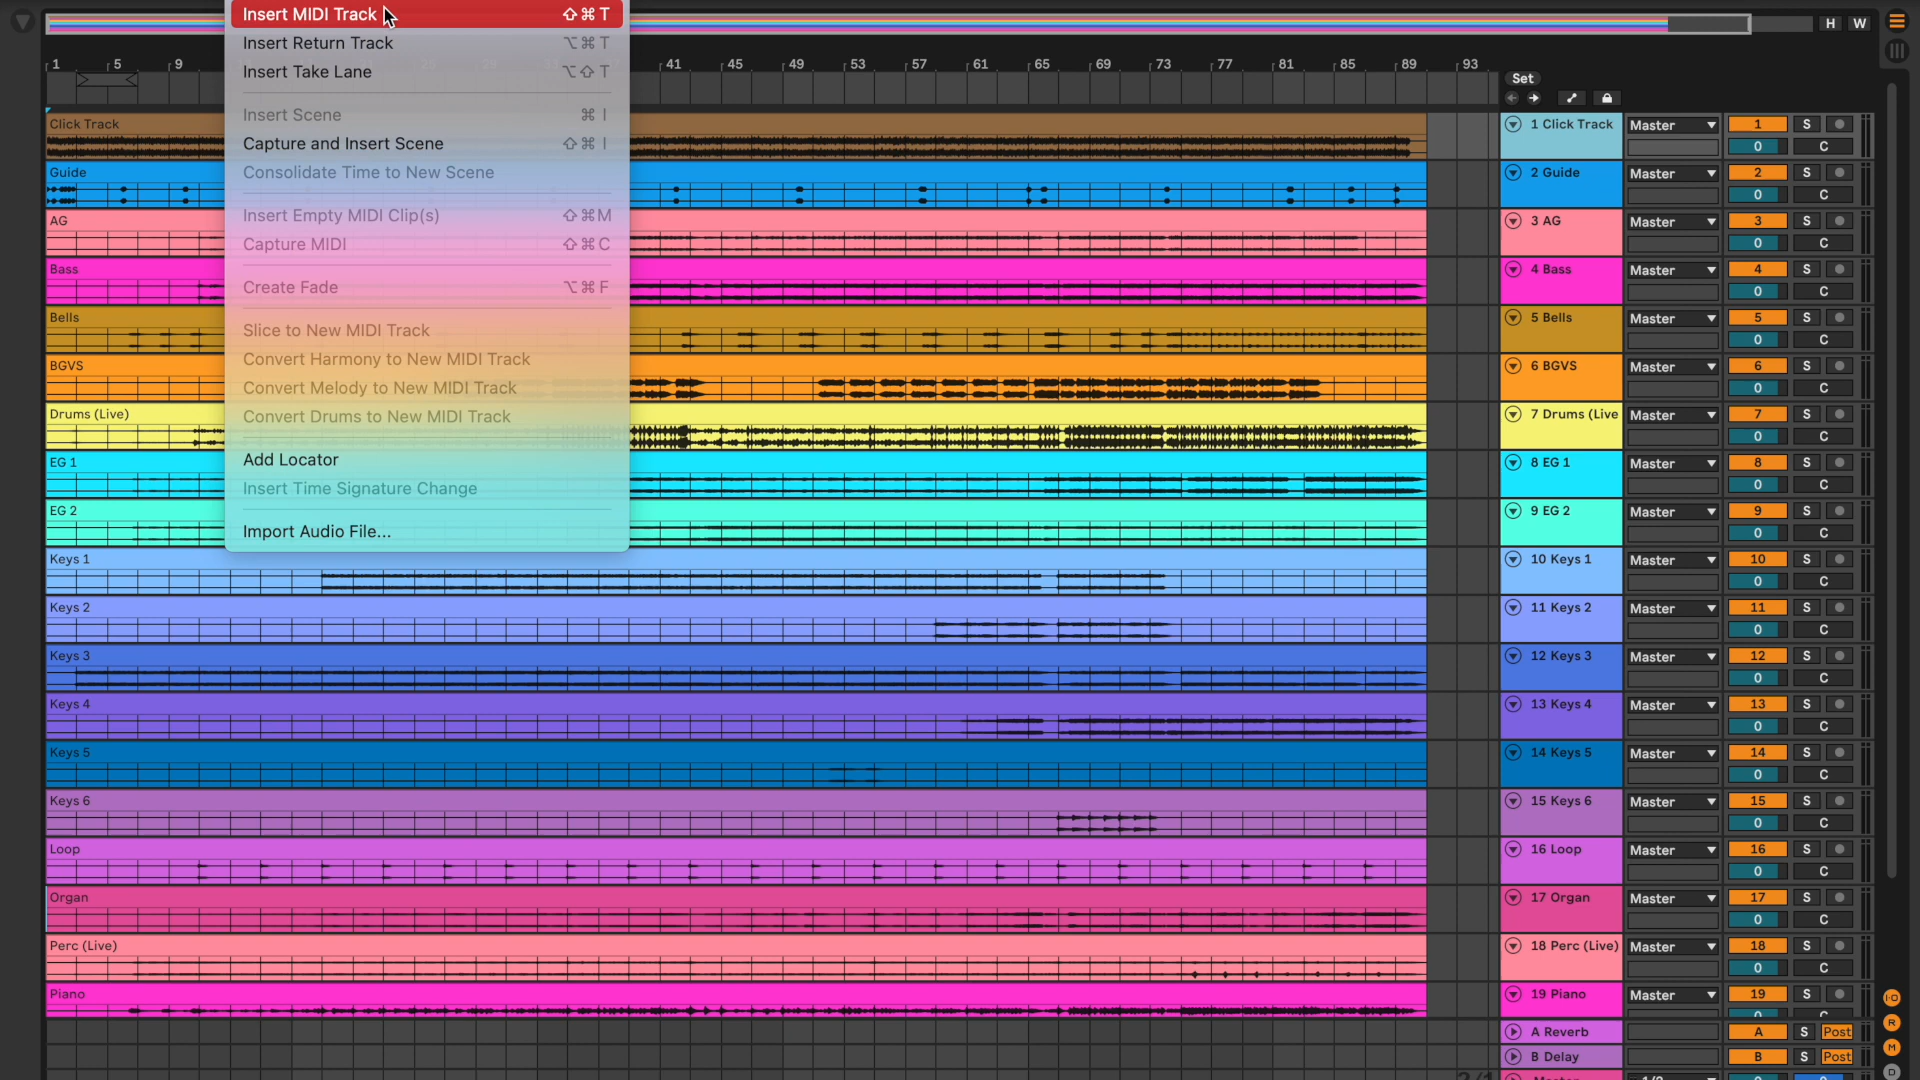 Insert MIDI Track ⇧⌘T
Insert Return Track ⌥⌘T
Insert Take Lane ⌥⇧T
Insert Scene ⌘I
Capture and Insert Scene ⇧⌘I
Consolidate Time to New Scene
Insert Empty MIDI Clip(s) ⇧⌘M
Capture MIDI ⇧⌘C
Create Fade ⌥⌘F
Slice to New MIDI Track
Convert Harmony to New MIDI Track
Convert Melody to New MIDI Track
Convert Drums to New MIDI Track
Add Locator
Insert Time Signature Change
Import Audio File...
H W
1 5 9 41 45 49 53 57 61 65 69 73 77 81 85 89 93
Set
Click Track
Guide
AG
Bass
Bells
BGVS
Drums (Live)
EG 1
EG 2
Keys 1
Keys 2
Keys 3
Keys 4
Keys 5
Keys 6
Loop
Organ
Perc (Live)
Piano
1 Click Track Master 1 S
0 C
2 Guide Master 2 S
0 C
3 AG Master 3 S
0 C
4 Bass Master 4 S
0 C
5 Bells Master 5 S
0 C
6 BGVS Master 6 S
0 C
7 Drums (Live Master 7 S
0 C
8 EG 1 Master 8 S
0 C
9 EG 2 Master 9 S
0 C
10 Keys 1 Master 10 S
0 C
11 Keys 2 Master 11 S
0 C
12 Keys 3 Master 12 S
0 C
13 Keys 4 Master 13 S
0 C
14 Keys 5 Master 14 S
0 C
15 Keys 6 Master 15 S
0 C
16 Loop Master 16 S
0 C
17 Organ Master 17 S
0 C
18 Perc (Live) Master 18 S
0 C
19 Piano Master 19 S
0 C
A Reverb A S Post
B Delay B S Post
I·O
R
M
D